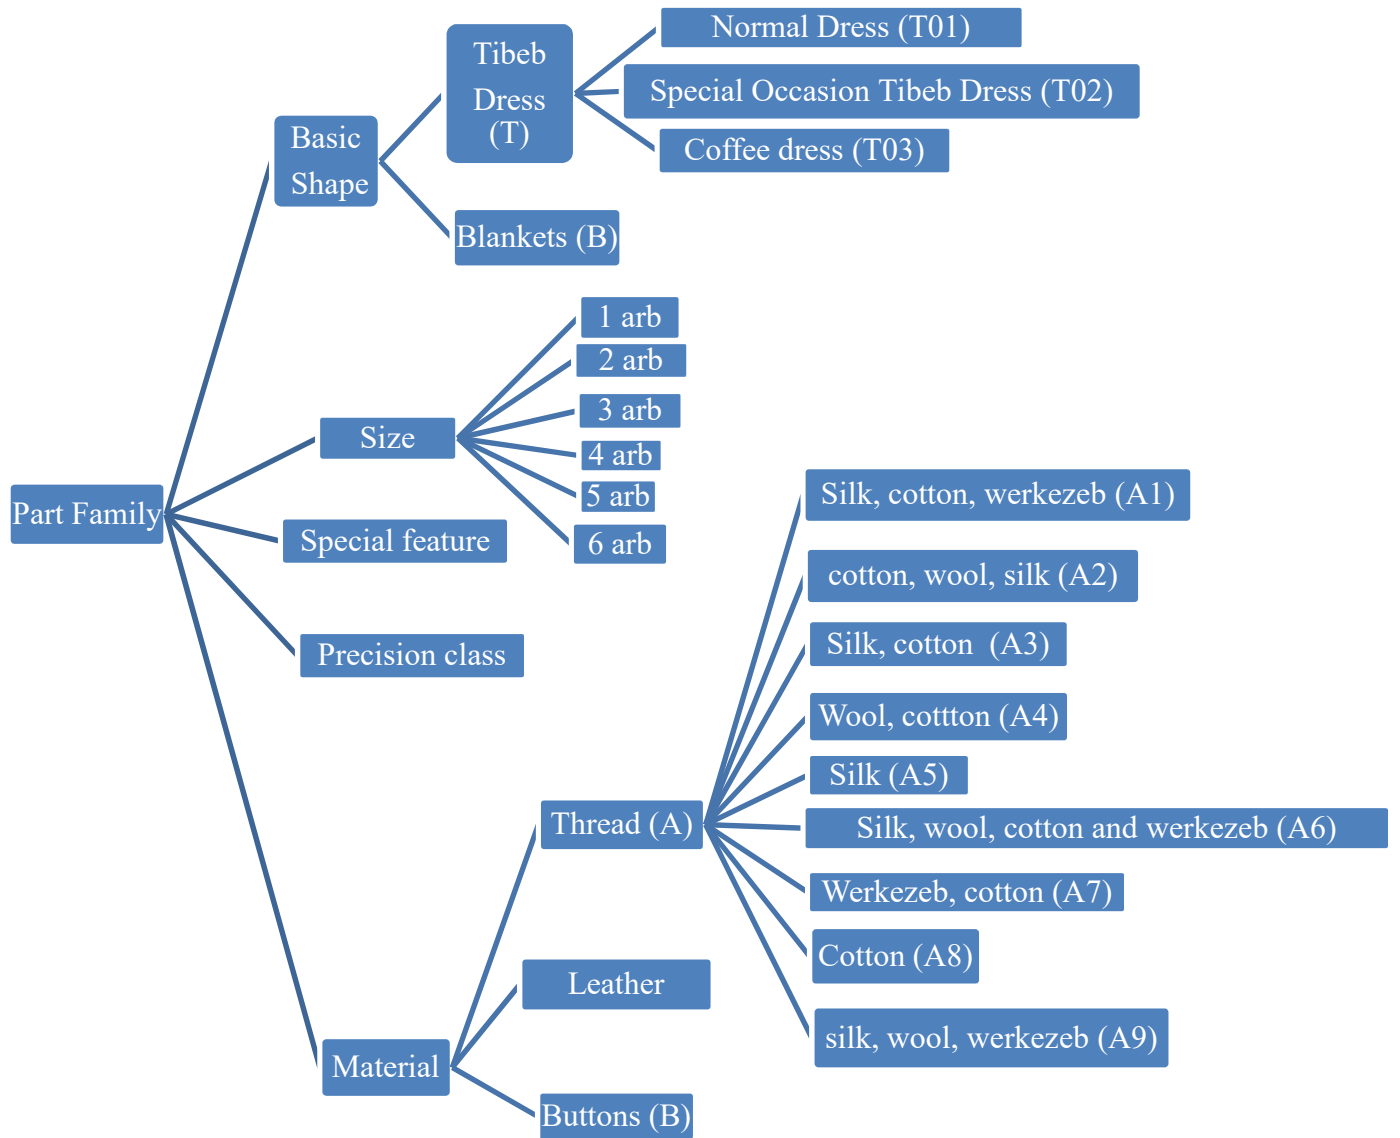 Part Family
Basic
Shape
Tibeb
Dress
(T)
Normal Dress (T01)
Special Occasion Tibeb Dress (T02)
Coffee dress (T03)
Blankets (B)
Size
1 arb
2 arb
3 arb
4 arb
5 arb
6 arb
Special feature
Precision class
Material
Thread (A)
Silk, cotton, werkezeb (A1)
cotton, wool, silk (A2)
Silk, cotton (A3)
Wool, cottton (A4)
Silk (A5)
Silk, wool, cotton and werkezeb (A6)
Werkezeb, cotton (A7)
Cotton (A8)
silk, wool, werkezeb (A9)
Leather
Buttons (B)